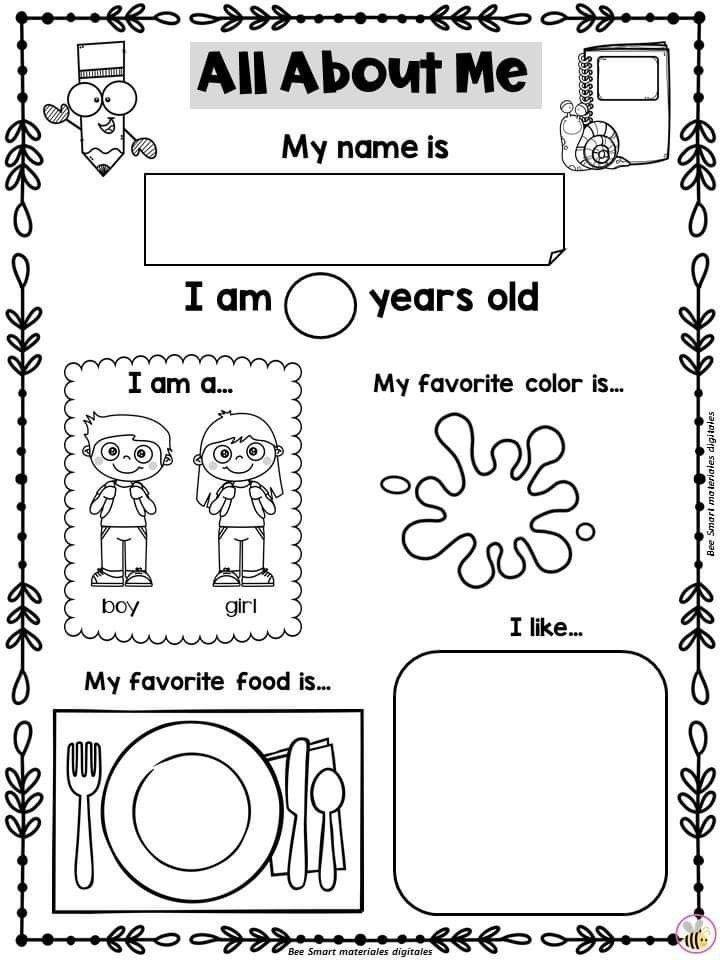 All About Me
My name is
I am years old
I am a...
boy girl
My favorite color is...
I like...
My favorite food is...
Bee Smart materiales digitales
Bee Smart materiales digitales